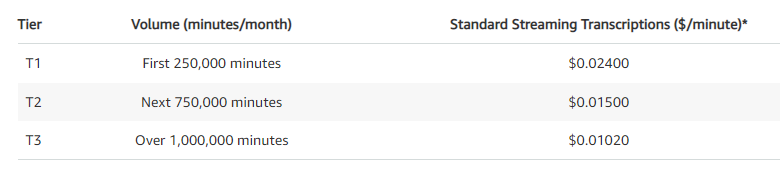 Tier Volume (minutes/month) Standard Streaming Transcriptions ($/minute)*
T1 First 250,000 minutes $0.02400
T2 Next 750,000 minutes $0.01500
T3 Over 1,000,000 minutes $0.01020